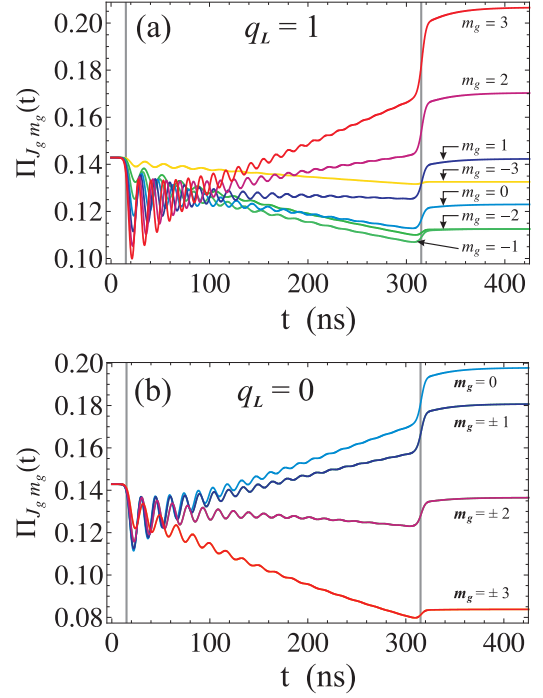 (a)
q_L = 1
Π_{J_g m_g}(t)
0.20
0.18
0.16
0.14
0.12
0.10
m_g = 3
m_g = 2
m_g = 1
m_g = −3
m_g = 0
m_g = −2
m_g = −1
0
100
200
300
400
t (ns)
(b)
q_L = 0
Π_{J_g m_g}(t)
0.20
0.18
0.16
0.14
0.12
0.10
0.08
m_g = 0
m_g = ± 1
m_g = ± 2
m_g = ± 3
0
100
200
300
400
t (ns)